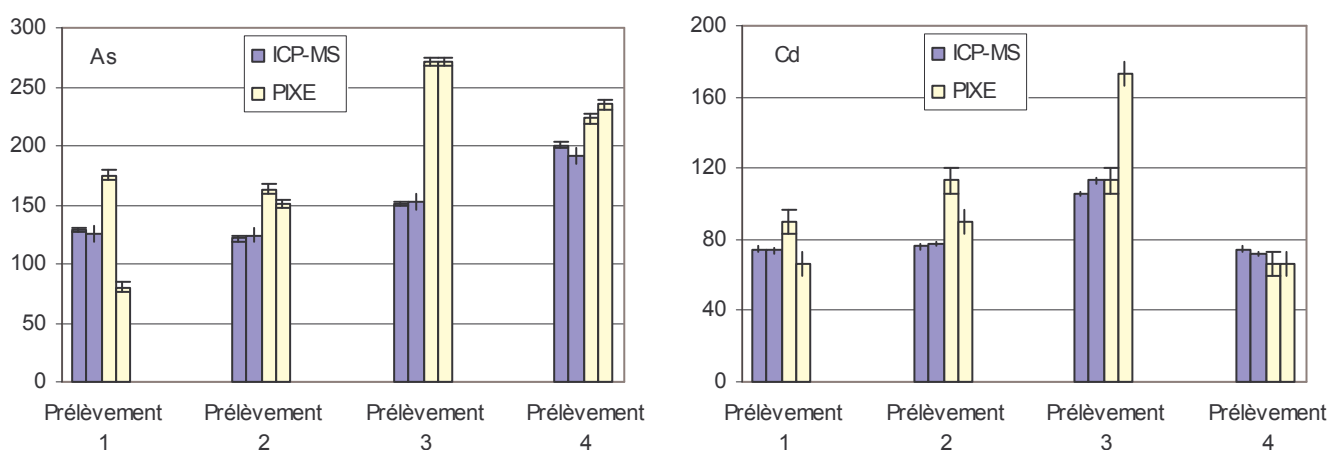 300
250
200
150
100
50
0
As
ICP-MS
PIXE
Prélèvement Prélèvement Prélèvement Prélèvement
1 2 3 4
200
160
120
80
40
0
Cd
ICP-MS
PIXE
Prélèvement Prélèvement Prélèvement Prélèvement
1 2 3 4